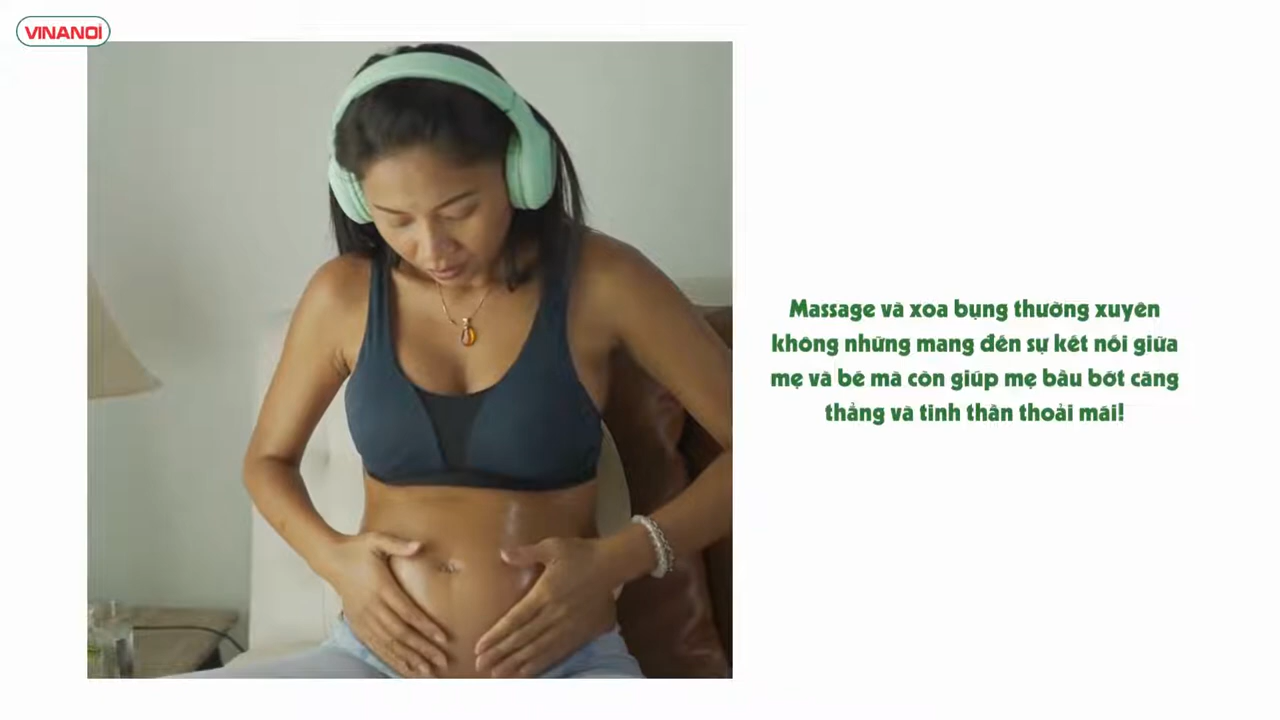 VINANOI
Massage và xoa bụng thường xuyên
không những mang đến sự kết nối giữa
mẹ và bé mà còn giúp mẹ bầu bớt căng
thẳng và tinh thần thoải mái!